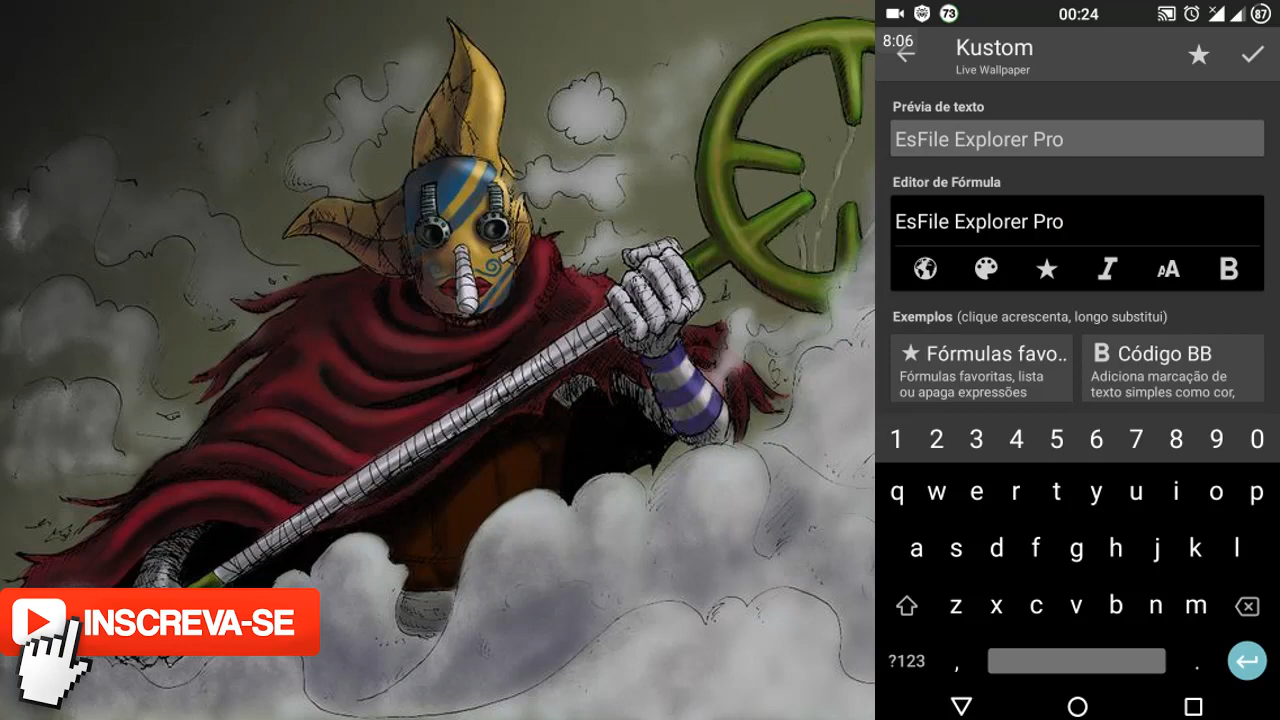 INSCREVA-SE
73
00:24
87
8:06
Kustom
Live Wallpaper
Prévia de texto
EsFile Explorer Pro
Editor de Fórmula
EsFile Explorer Pro
I
AA
B
Exemplos (clique acrescenta, longo substitui)
Fórmulas favo..
Fórmulas favoritas, lista
ou apaga expressões
B Código BB
Adiciona marcação de
texto simples como cor,
1 2 3 4 5 6 7 8 9 0
q w e r t y u i o p
a s d f g h j k l
z x c v b n m
?123 , .